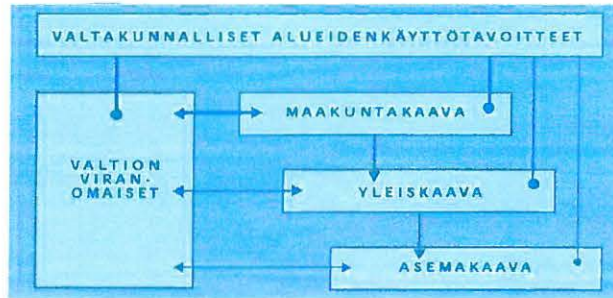 VALTAKUNNALLISET ALUEIDENKÄYTTÖTAVOITTEET
MAAKUNTAKAAVA
VALTION
VIRAN-
OMAISET
YLEISKAAVA
ASEMAKAAVA